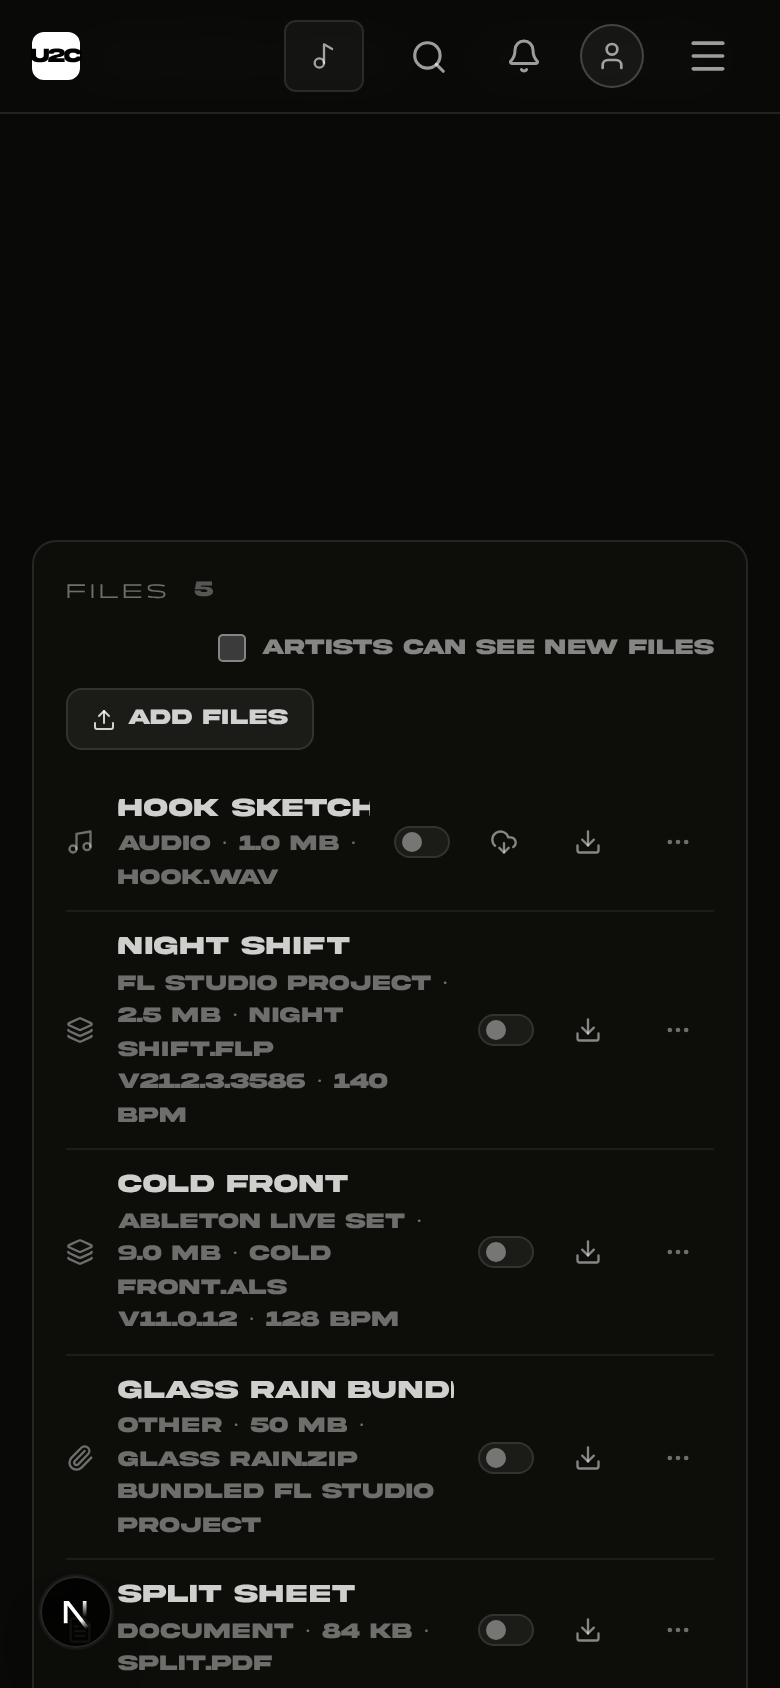 U2C
FILES 5
ARTISTS CAN SEE NEW FILES
ADD FILES
HOOK SKETCH
AUDIO · 1.0 MB ·
HOOK.WAV
NIGHT SHIFT
FL STUDIO PROJECT ·
2.5 MB · NIGHT
SHIFT.FLP
V21.2.3.3586 · 140
BPM
COLD FRONT
ABLETON LIVE SET ·
9.0 MB · COLD
FRONT.ALS
V11.0.12 · 128 BPM
GLASS RAIN BUND
OTHER · 50 MB ·
GLASS RAIN.ZIP
BUNDLED FL STUDIO
PROJECT
N
SPLIT SHEET
DOCUMENT · 84 KB ·
SPLIT.PDF